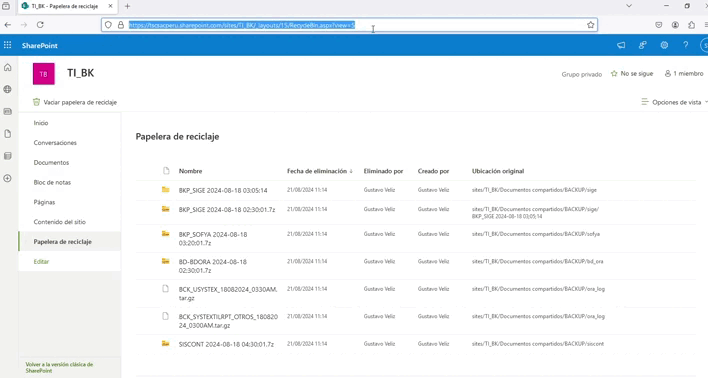 TI_BK - Papelera de reciclaje
https://tscsacperu.sharepoint.com/sites/TI_BK/_layouts/15/RecycleBin.aspx?view=5
SharePoint
TB
TI_BK
Grupo privado
No se sigue
1 miembro
Vaciar papelera de reciclaje
Opciones de vista
Inicio
Conversaciones
Documentos
Bloc de notas
Páginas
Contenido del sitio
Papelera de reciclaje
Editar
Volver a la versión clásica de
SharePoint
Papelera de reciclaje
Nombre Fecha de eliminación ↓ Eliminado por Creado por Ubicación original
BKP_SIGE 2024-08-18 03;05;14 21/08/2024 11:14 Gustavo Veliz Gustavo Veliz sites/TI_BK/Documentos compartidos/BACKUP/sige
BKP_SIGE 2024-08-18 02;30;01.7z 21/08/2024 11:14 Gustavo Veliz Gustavo Veliz sites/TI_BK/Documentos compartidos/BACKUP/sige/
BKP_SIGE 2024-08-18 03;05;14
BKP_SOFYA 2024-08-18
03;20;01.7z
21/08/2024 11:14 Gustavo Veliz Gustavo Veliz sites/TI_BK/Documentos compartidos/BACKUP/sofya
BD-BDORA 2024-08-18
02;30;01.7z
21/08/2024 11:14 Gustavo Veliz Gustavo Veliz sites/TI_BK/Documentos compartidos/BACKUP/bd_ora
BCK_USYSTEX_18082024_0330AM.
tar.gz
21/08/2024 11:14 Gustavo Veliz Gustavo Veliz sites/TI_BK/Documentos compartidos/BACKUP/ora_log
BCK_SYSTEXTILRPT_OTROS_180820
24_0300AM.tar.gz
21/08/2024 11:14 Gustavo Veliz Gustavo Veliz sites/TI_BK/Documentos compartidos/BACKUP/ora_log
SISCONT 2024-08-18 04;30;01.7z 21/08/2024 11:14 Gustavo Veliz Gustavo Veliz sites/TI_BK/Documentos compartidos/BACKUP/siscont